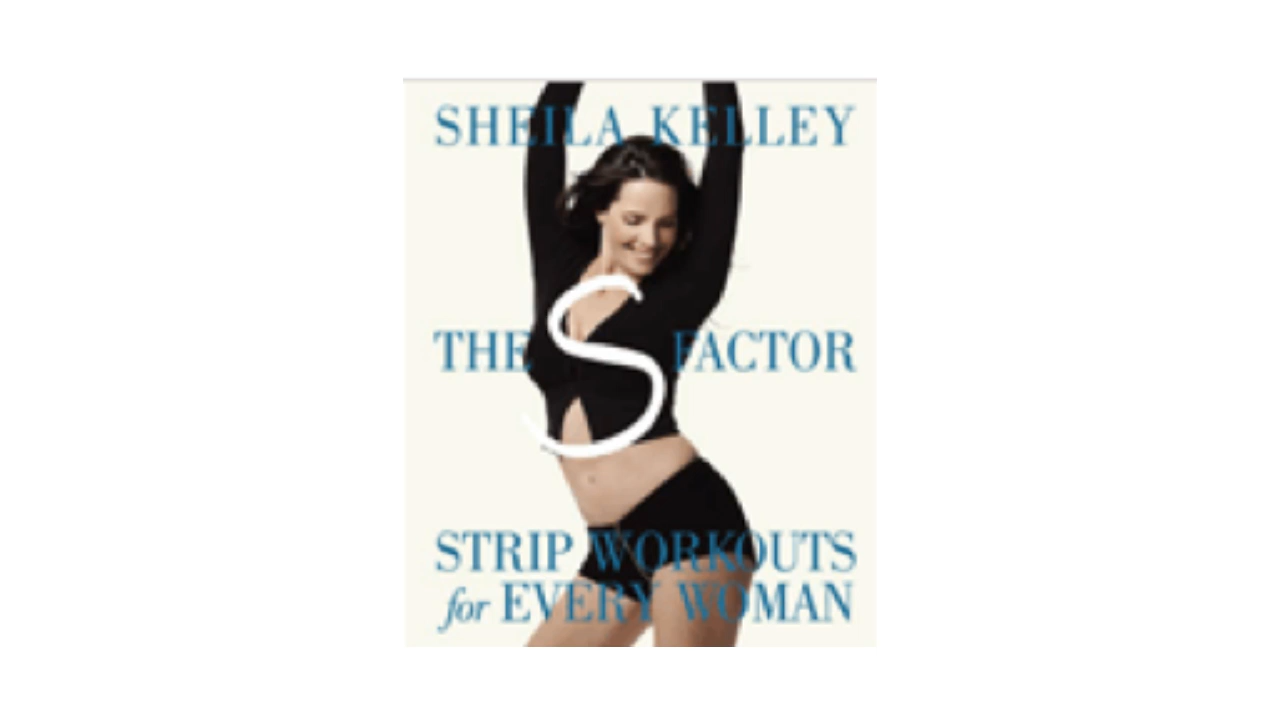 SHEILA KELLEY
THE S FACTOR
STRIP WORKOUTS
for EVERY WOMAN